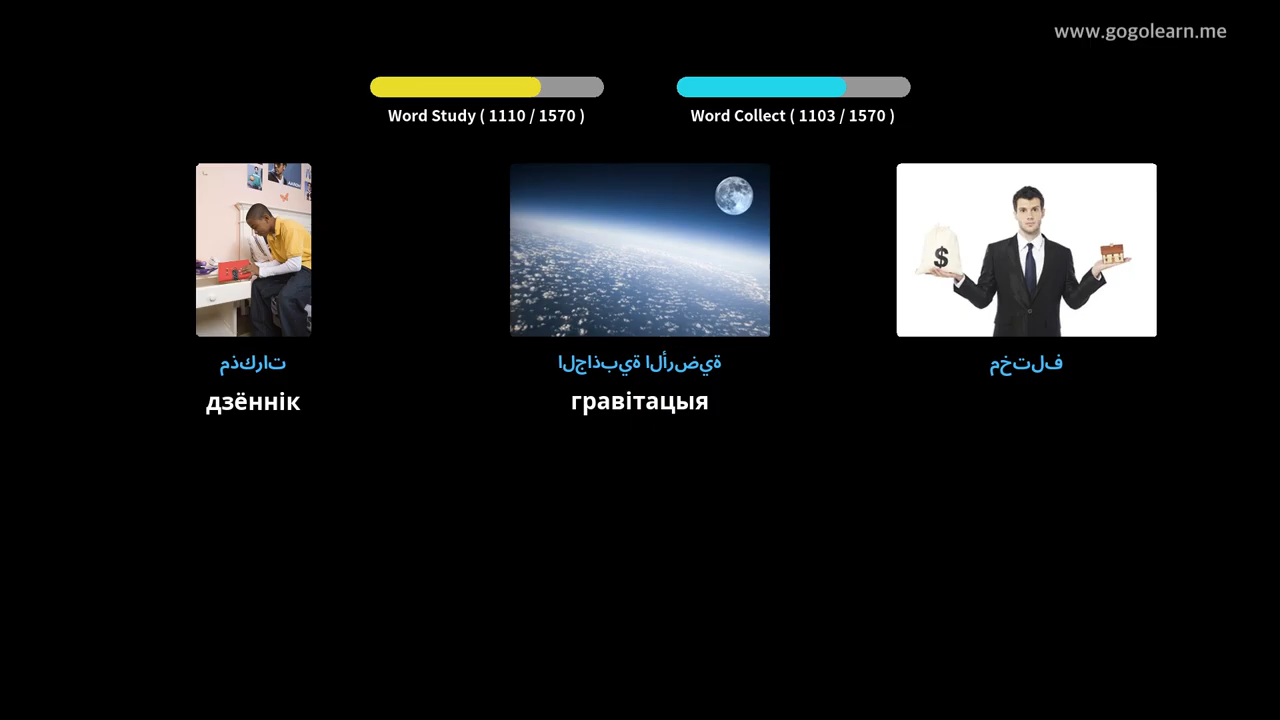 www.gogolearn.me
Word Study ( 1110 / 1570 )
Word Collect ( 1103 / 1570 )
مذكرات
الجاذبية الأرضية
مختلف
дзённік
гравітацыя